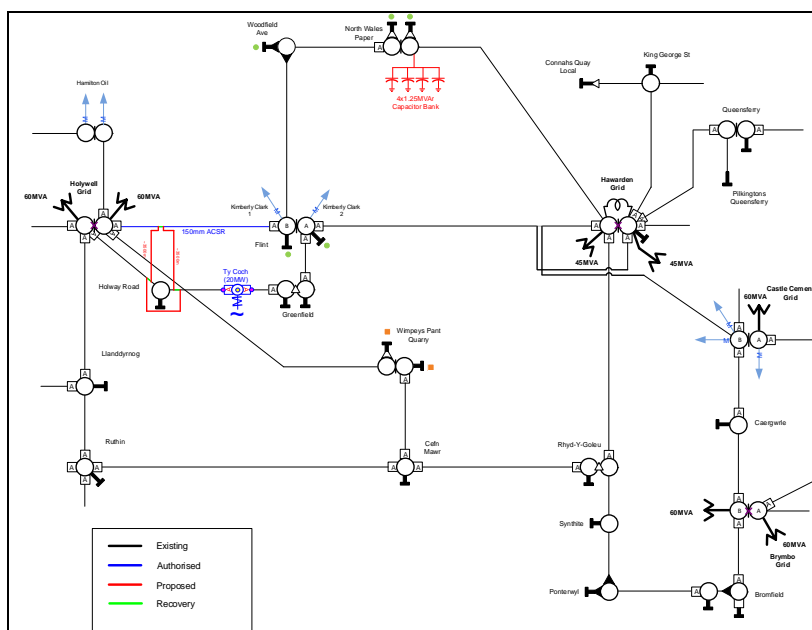 Woodfield
Ave
North Wales
Paper
King George St
Connahs Quay
Local
Hamilton Oil
4x1.25MVAr
Capacitor Bank
Queensferry
Holywell
Grid
60MVA
60MVA
Kimberly Clark
1
Kimberly Clark
2
Hawarden
Grid
Pilkingtons
Queensferry
150mm ACSR
Flint
45MVA
45MVA
Castle Cement
60MVA
Ty Coch
(20MW)
Holway Road
Greenfield
Wimpeys Pant
Quarry
Llanddyrnog
Caergwrle
Ruthin
Cefn
Mawr
Rhyd-Y-Goleu
60MVA
Synthite
60MVA
Brymbo
Grid
Existing
Authorised
Proposed
Recovery
Ponterwyl
Bromfield